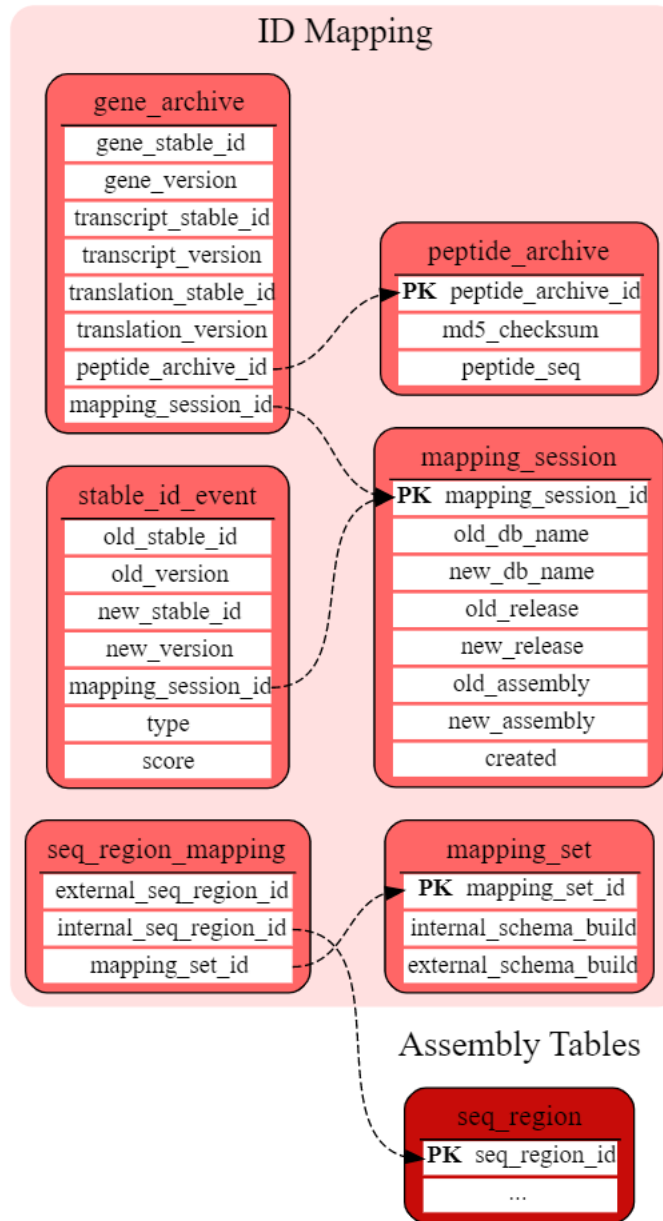 ID Mapping
gene_archive
gene_stable_id
gene_version
transcript_stable_id
transcript_version
translation_stable_id
translation_version
peptide_archive_id
mapping_session_id
peptide_archive
PK peptide_archive_id
md5_checksum
peptide_seq
stable_id_event
old_stable_id
old_version
new_stable_id
new_version
mapping_session_id
type
score
mapping_session
PK mapping_session_id
old_db_name
new_db_name
old_release
new_release
old_assembly
new_assembly
created
seq_region_mapping
external_seq_region_id
internal_seq_region_id
mapping_set_id
mapping_set
PK mapping_set_id
internal_schema_build
external_schema_build
Assembly Tables
seq_region
PK seq_region_id
...